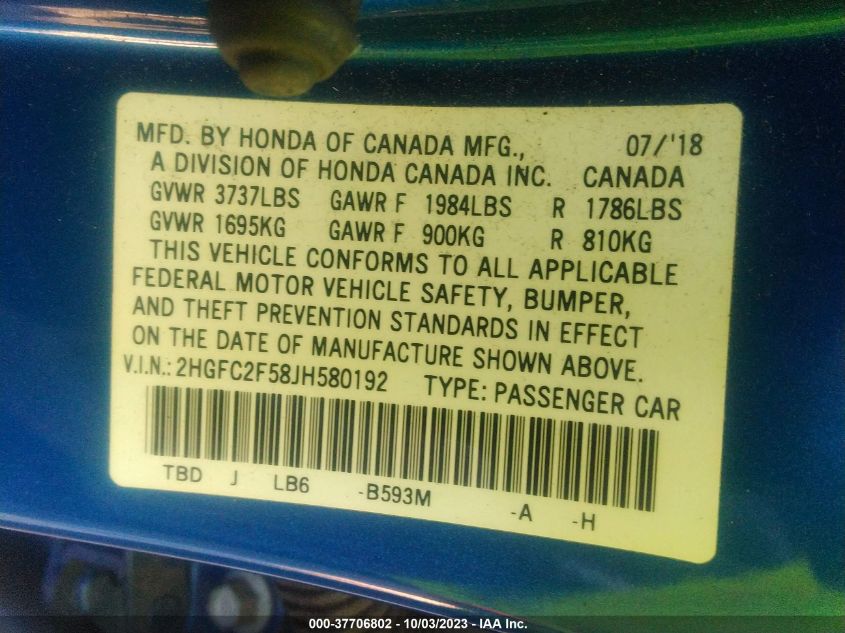 MFD. BY HONDA OF CANADA MFG., 07/'18
A DIVISION OF HONDA CANADA INC. CANADA
GVWR 3737LBS GAWR F 1984LBS R 1786LBS
GVWR 1695KG GAWR F 900KG R 810KG
THIS VEHICLE CONFORMS TO ALL APPLICABLE
FEDERAL MOTOR VEHICLE SAFETY, BUMPER,
AND THEFT PREVENTION STANDARDS IN EFFECT
ON THE DATE OF MANUFACTURE SHOWN ABOVE.
V.I.N.: 2HGFC2F58JH580192 TYPE: PASSENGER CAR
TBD J LB6 -B593M -A -H
000-37706802 - 10/03/2023 - IAA Inc.